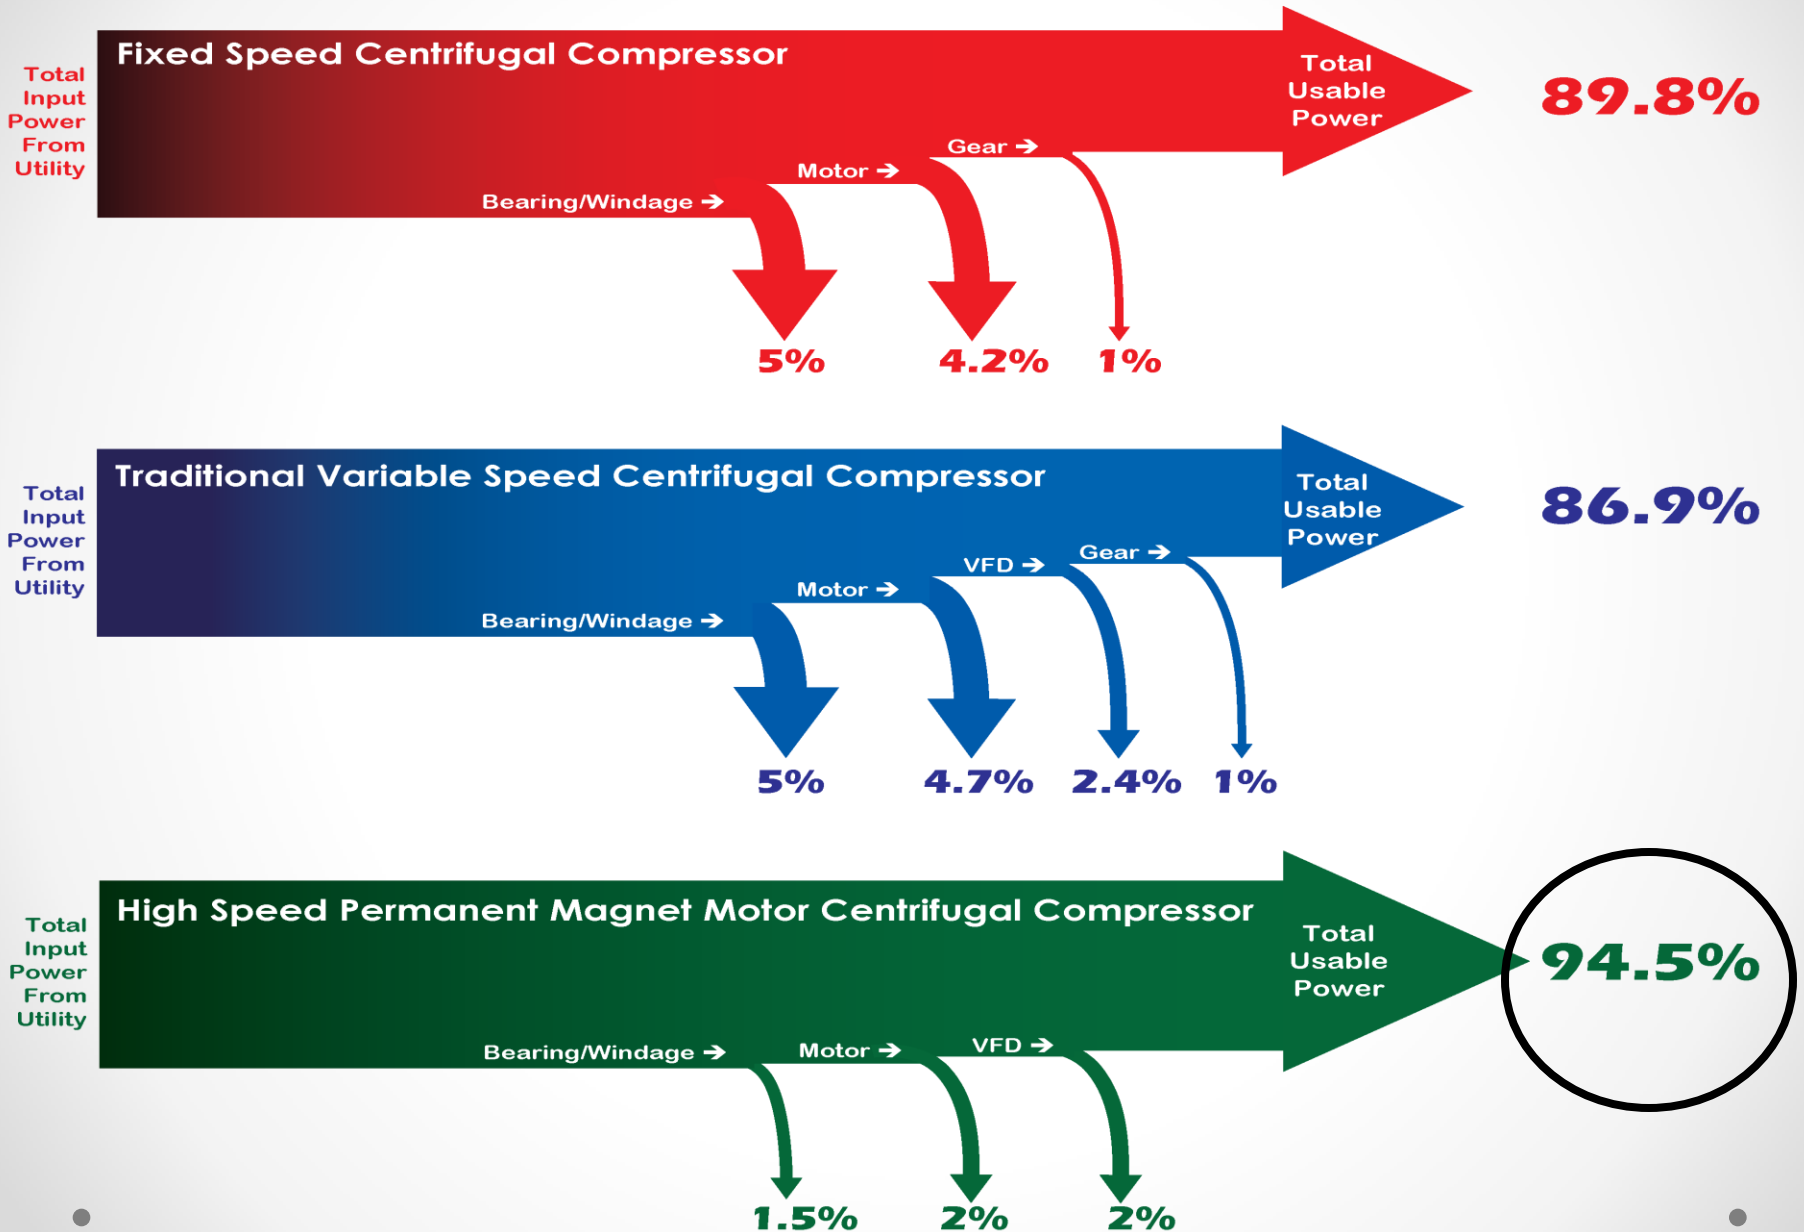 Fixed Speed Centrifugal Compressor
Total
Input
Power
From
Utility
Bearing/Windage →
Motor →
Gear →
Total
Usable
Power
89.8%
5%
4.2%
1%
Traditional Variable Speed Centrifugal Compressor
Total
Input
Power
From
Utility
Bearing/Windage →
Motor →
VFD →
Gear →
Total
Usable
Power
86.9%
5%
4.7%
2.4%
1%
High Speed Permanent Magnet Motor Centrifugal Compressor
Total
Input
Power
From
Utility
Bearing/Windage →
Motor →
VFD →
Total
Usable
Power
94.5%
1.5%
2%
2%